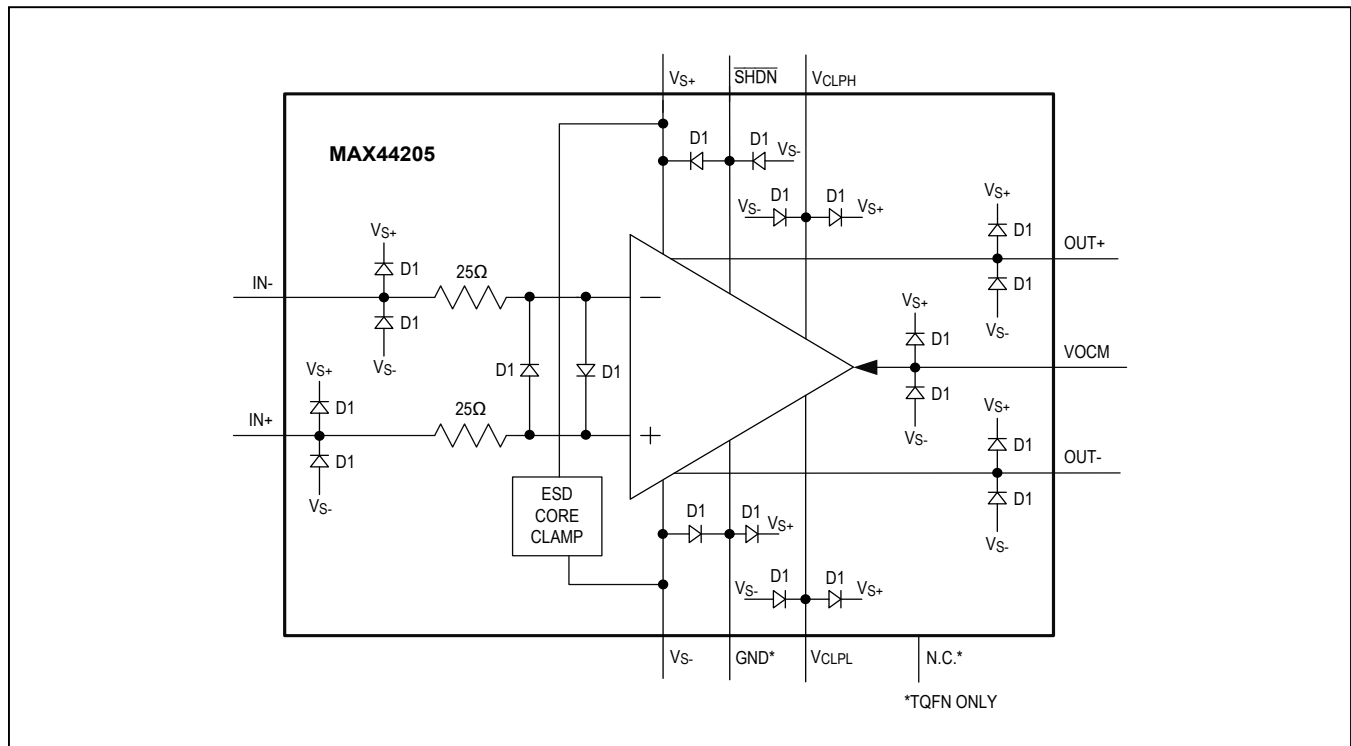 VS+
SHDN
VCLPH
MAX44205
D1
D1
VS-
D1
D1
VS-
VS+
VS+
D1
OUT+
D1
VS-
VS+
D1
IN-
25Ω
D1
VS-
VS+
D1
VOCM
D1
VS-
D1
D1
VS+
D1
IN+
25Ω
D1
VS-
VS+
D1
OUT-
D1
VS-
ESD
CORE
CLAMP
D1
D1
VS+
D1
D1
VS-
VS+
VS-
GND*
VCLPL
N.C.*
*TQFN ONLY